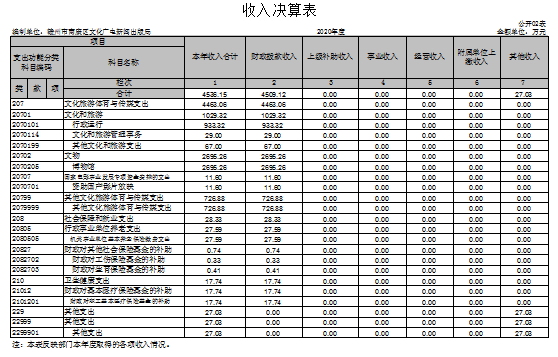 收入决算表
公开02表
编制单位：赣州市南康区文化广电新闻出版局 2020年度 金额单位：万元
项目 本年收入合计 财政拨款收入 上级补助收入 事业收入 经营收入 附属单位上缴收入 其他收入
支出功能分类科目编码 科目名称
类 款 项 栏次 1 2 3 4 5 6 7
合计 4536.15 4509.12 0.00 0.00 0.00 0.00 27.03
207 文化旅游体育与传媒支出 4463.06 4463.06 0.00 0.00 0.00 0.00 0.00
20701 文化和旅游 1029.32 1029.32 0.00 0.00 0.00 0.00 0.00
2070101 行政运行 933.32 933.32 0.00 0.00 0.00 0.00 0.00
2070114 文化和旅游管理事务 29.00 29.00 0.00 0.00 0.00 0.00 0.00
2070199 其他文化和旅游支出 67.00 67.00 0.00 0.00 0.00 0.00 0.00
20702 文物 2695.26 2695.26 0.00 0.00 0.00 0.00 0.00
2070205 博物馆 2695.26 2695.26 0.00 0.00 0.00 0.00 0.00
20707 国家电影事业发展专项资金安排的支出 11.60 11.60 0.00 0.00 0.00 0.00 0.00
2070701 资助国产影片放映 11.60 11.60 0.00 0.00 0.00 0.00 0.00
20799 其他文化旅游体育与传媒支出 726.88 726.88 0.00 0.00 0.00 0.00 0.00
2079999 其他文化旅游体育与传媒支出 726.88 726.88 0.00 0.00 0.00 0.00 0.00
208 社会保障和就业支出 28.33 28.33 0.00 0.00 0.00 0.00 0.00
20805 行政事业单位养老支出 27.59 27.59 0.00 0.00 0.00 0.00 0.00
2080505 机关事业单位基本养老保险缴费支出 27.59 27.59 0.00 0.00 0.00 0.00 0.00
20827 财政对其他社会保险基金的补助 0.74 0.74 0.00 0.00 0.00 0.00 0.00
2082702 财政对工伤保险基金的补助 0.33 0.33 0.00 0.00 0.00 0.00 0.00
2082703 财政对生育保险基金的补助 0.41 0.41 0.00 0.00 0.00 0.00 0.00
210 卫生健康支出 17.74 17.74 0.00 0.00 0.00 0.00 0.00
21012 财政对基本医疗保险基金的补助 17.74 17.74 0.00 0.00 0.00 0.00 0.00
2101201 财政对职工基本医疗保险基金的补助 17.74 17.74 0.00 0.00 0.00 0.00 0.00
229 其他支出 27.03 0.00 0.00 0.00 0.00 0.00 27.03
22999 其他支出 27.03 0.00 0.00 0.00 0.00 0.00 27.03
2299901 其他支出 27.03 0.00 0.00 0.00 0.00 0.00 27.03
注：本表反映部门本年度取得的各项收入情况。